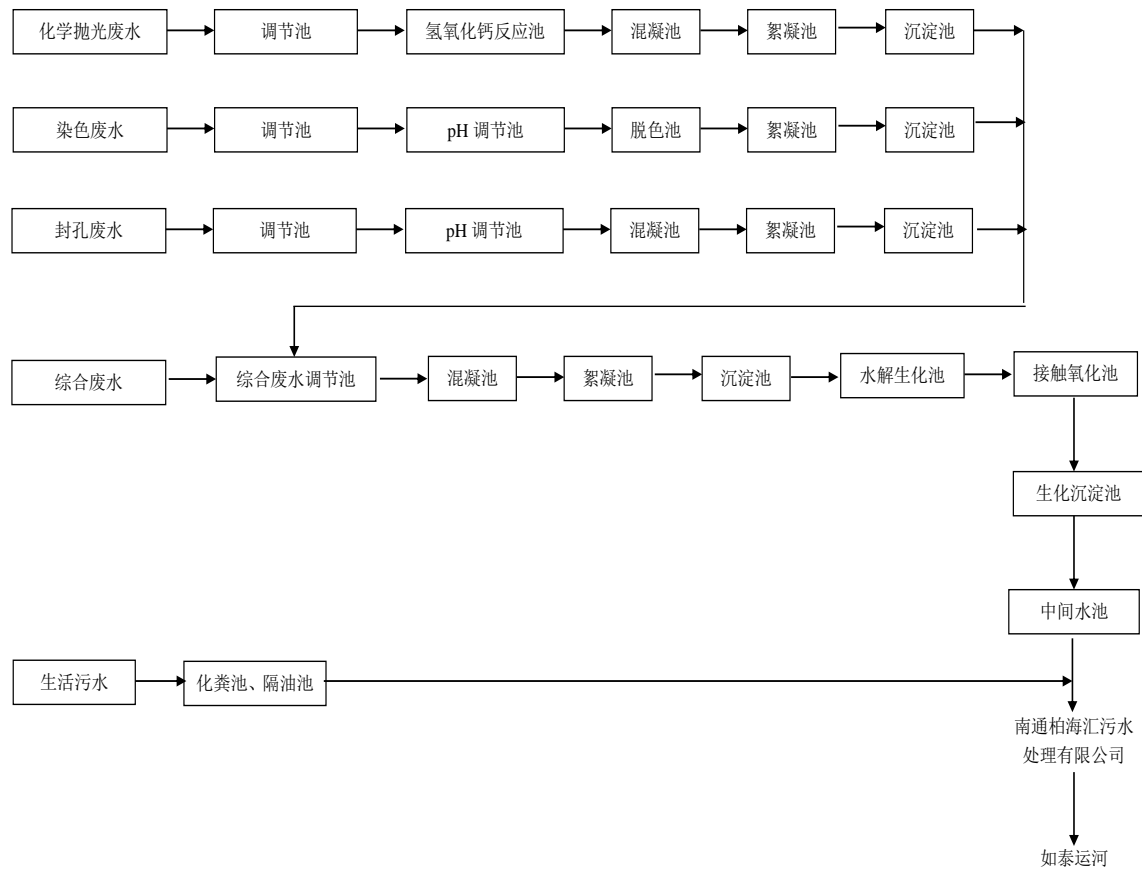 化学抛光废水
调节池
氢氧化钙反应池
混凝池
絮凝池
沉淀池
染色废水
调节池
pH 调节池
脱色池
絮凝池
沉淀池
封孔废水
调节池
pH 调节池
混凝池
絮凝池
沉淀池
综合废水
综合废水调节池
混凝池
絮凝池
沉淀池
水解生化池
接触氧化池
生化沉淀池
中间水池
生活污水
化粪池、隔油池
南通柏海汇污水
处理有限公司
如泰运河